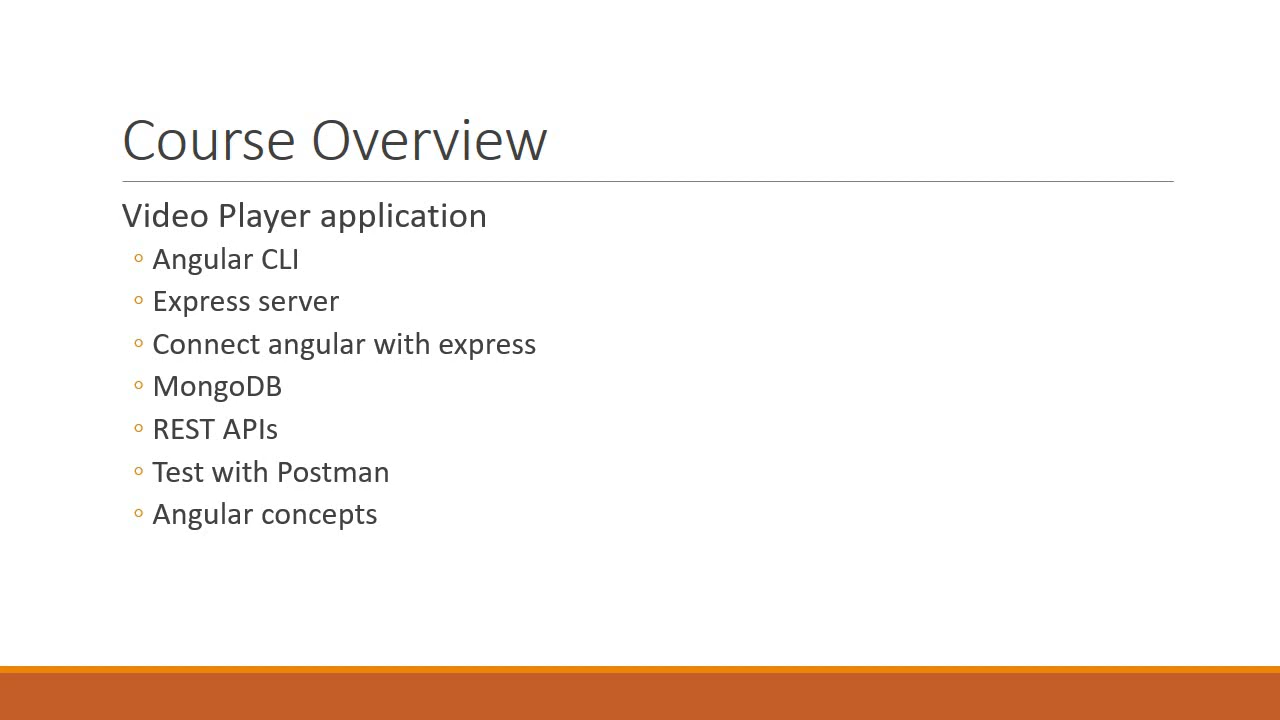 Course Overview
Video Player application
◦ Angular CLI
◦ Express server
◦ Connect angular with express
◦ MongoDB
◦ REST APIs
◦ Test with Postman
◦ Angular concepts